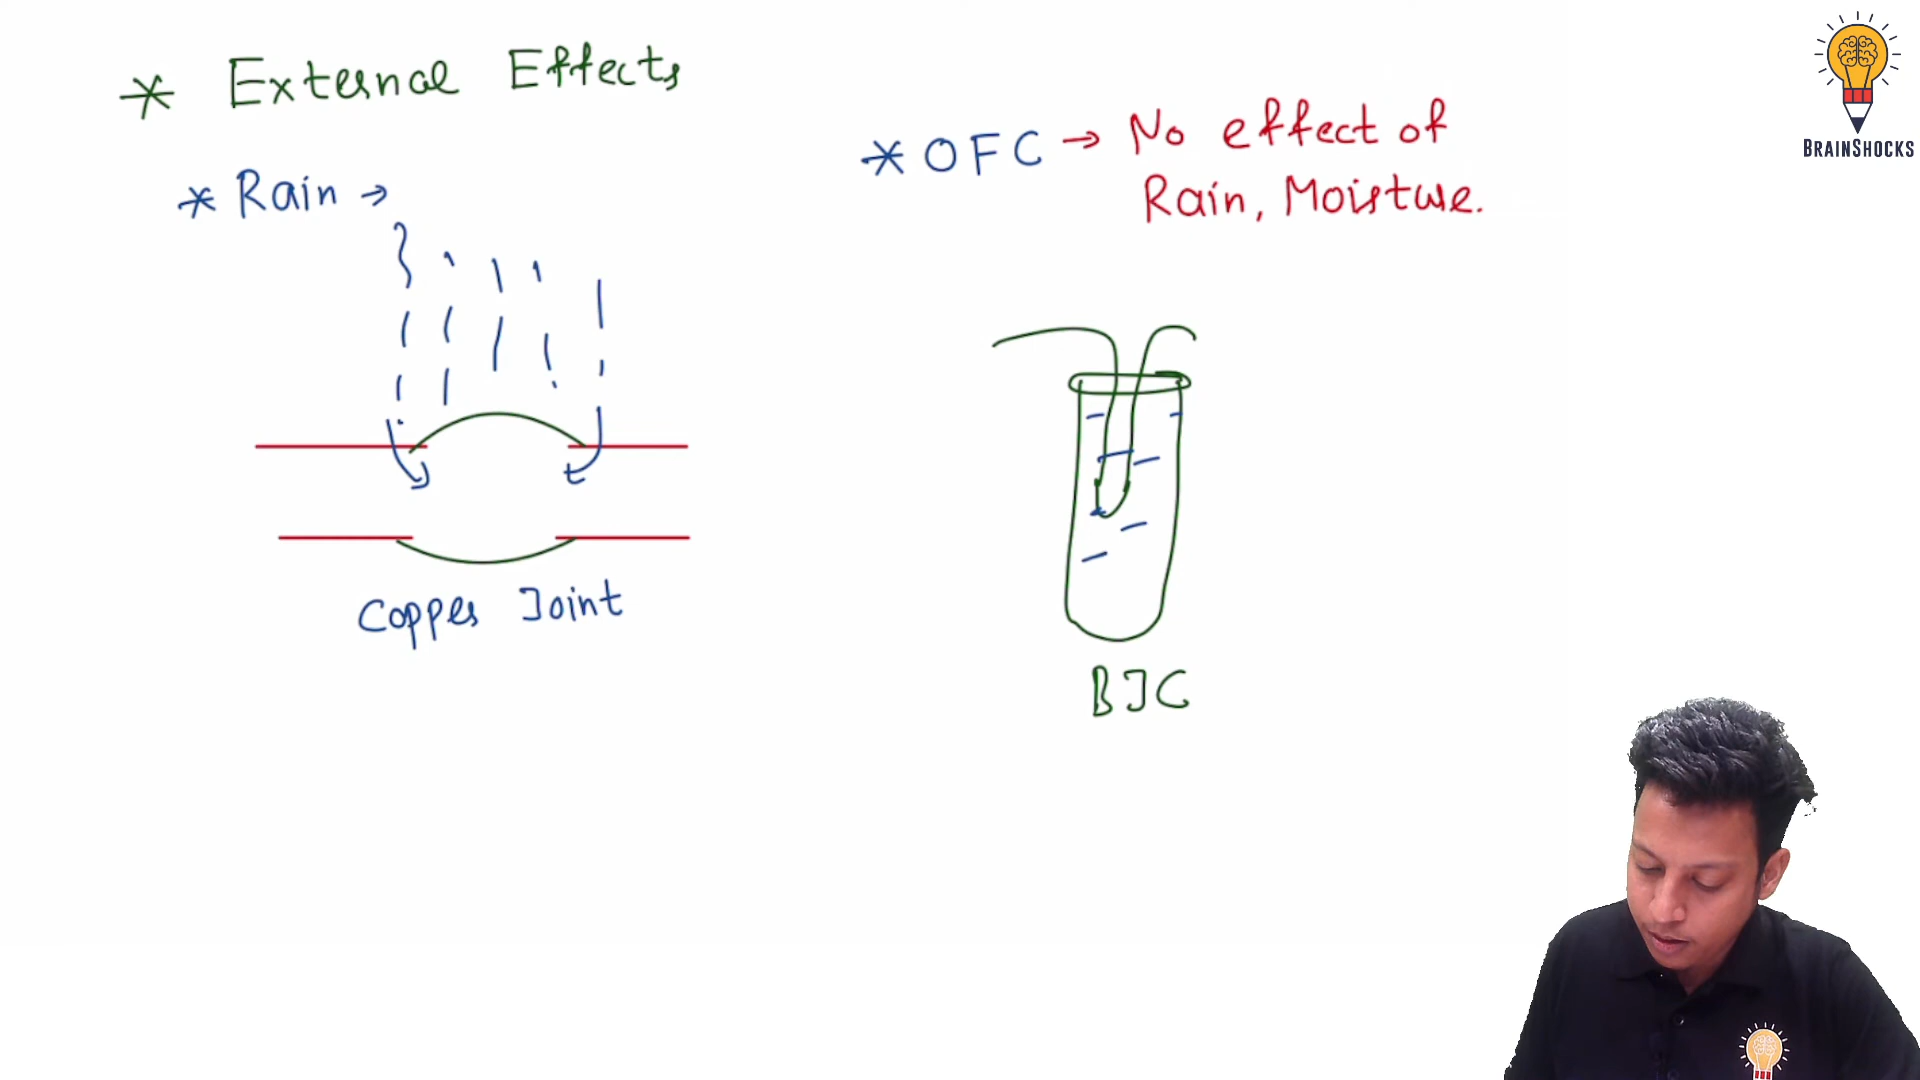 * External Effects
* Rain →
Copper Joint
* OFC → No effect of
Rain, Moisture.
BJC
BRAINSHOCKS